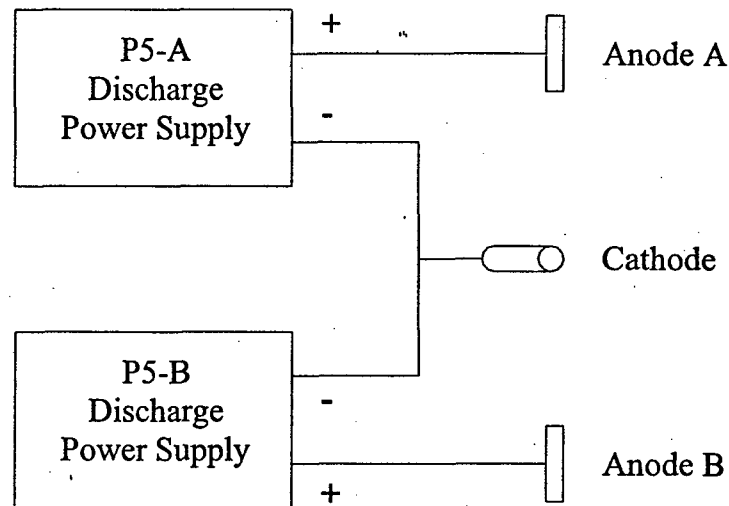 +
P5-A
Anode A
Discharge
Power Supply
-
Cathode
P5-B
-
Discharge
Power Supply
Anode B
+